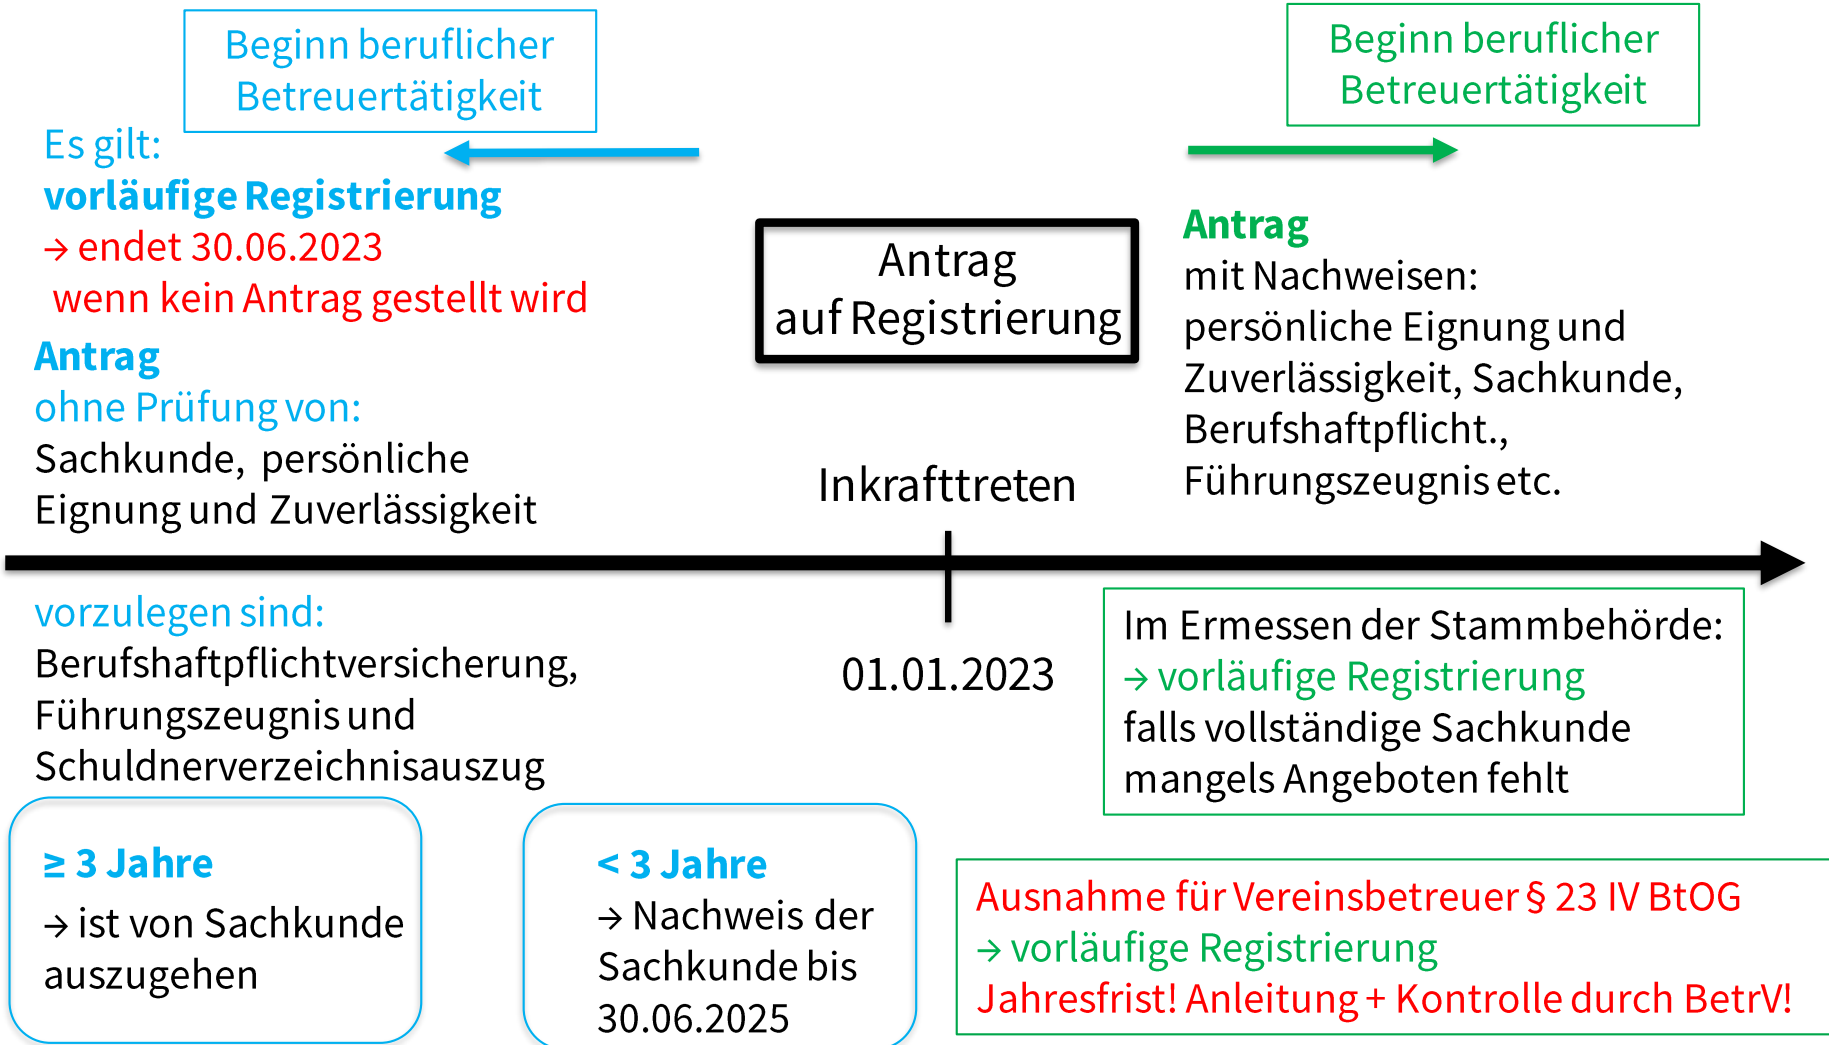 Beginn beruflicher
Betreuertätigkeit
Es gilt:
vorläufige Registrierung
→ endet 30.06.2023
wenn kein Antrag gestellt wird
Antrag
ohne Prüfung von:
Sachkunde, persönliche
Eignung und Zuverlässigkeit
Antrag
auf Registrierung
Beginn beruflicher
Betreuertätigkeit
Antrag
mit Nachweisen:
persönliche Eignung und
Zuverlässigkeit, Sachkunde,
Berufshaftpflicht.,
Führungszeugnis etc.
Inkrafttreten
01.01.2023
vorzulegen sind:
Berufshaftpflichtversicherung,
Führungszeugnis und
Schuldnerverzeichnisauszug
≥ 3 Jahre
→ ist von Sachkunde
auszugehen
< 3 Jahre
→ Nachweis der
Sachkunde bis
30.06.2025
Im Ermessen der Stammbehörde:
→ vorläufige Registrierung
falls vollständige Sachkunde
mangels Angeboten fehlt
Ausnahme für Vereinsbetreuer § 23 IV BtOG
→ vorläufige Registrierung
Jahresfrist! Anleitung + Kontrolle durch BetrV!